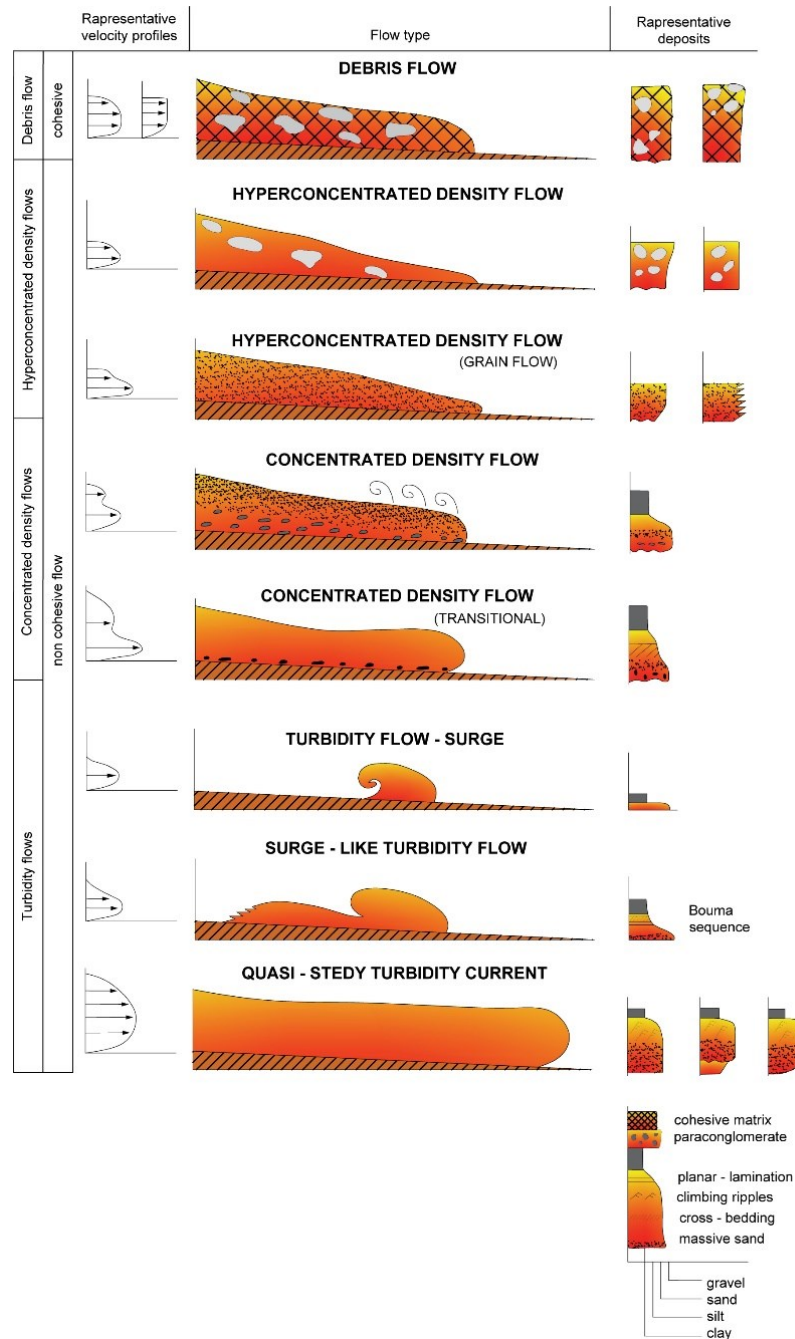 Rapresentative
velocity profiles
Flow type
Rapresentative
deposits
Debris flow
cohesive
DEBRIS FLOW
Hyperconcentrated density flows
HYPERCONCENTRATED DENSITY FLOW
HYPERCONCENTRATED DENSITY FLOW
(GRAIN FLOW)
Concentrated density flows
non cohesive flow
CONCENTRATED DENSITY FLOW
CONCENTRATED DENSITY FLOW
(TRANSITIONAL)
Turbidity flows
TURBIDITY FLOW - SURGE
SURGE - LIKE TURBIDITY FLOW
Bouma
sequence
QUASI - STEDY TURBIDITY CURRENT
cohesive matrix
paraconglomerate
planar - lamination
climbing ripples
cross - bedding
massive sand
gravel
sand
silt
clay